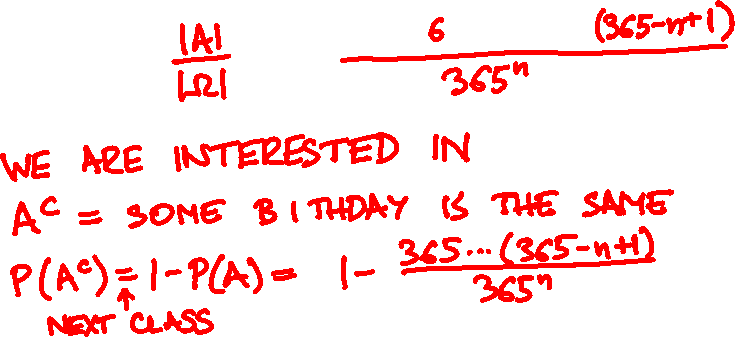 |A| / |Ω| 6 (365-n+1) / 365ⁿ
WE ARE INTERESTED IN
Aᶜ = SOME BITHDAY IS THE SAME
P(Aᶜ) = 1 - P(A) = 1 - 365...(365-n+1) / 365ⁿ
↑
NEXT CLASS